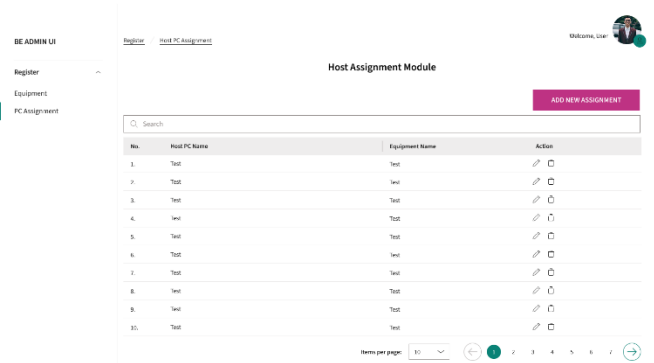 BE ADMIN UI
Register / Host PC Assignment
Welcome, User
Register
Equipment
PC Assignment
Host Assignment Module
ADD NEW ASSIGNMENT
Search
No. Host PC Name Equipment Name Action
1. Test Test
2. Test Test
3. Test Test
4. Test Test
5. Test Test
6. Test Test
7. Test Test
8. Test Test
9. Test Test
10. Test Test
Items per page: 10 1 2 3 4 5 6 7